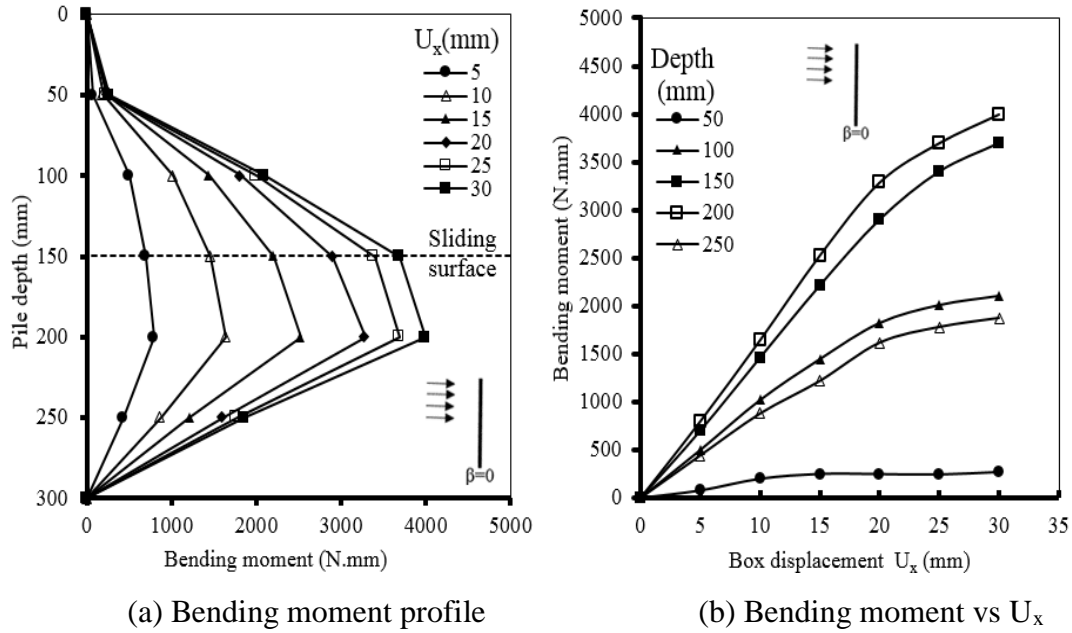 0
50
100
150
200
250
300
Pile depth (mm)
0 1000 2000 3000 4000 5000
Bending moment (N.mm)
Uₓ(mm)
5
10
15
20
25
30
Sliding
surface
β=0
(a) Bending moment profile
5000
4500
4000
3500
3000
2500
2000
1500
1000
500
0
Bending moment (N.mm)
0 5 10 15 20 25 30 35
Box displacement Uₓ (mm)
Depth
(mm)
50
100
150
200
250
β=0
(b) Bending moment vs Uₓ